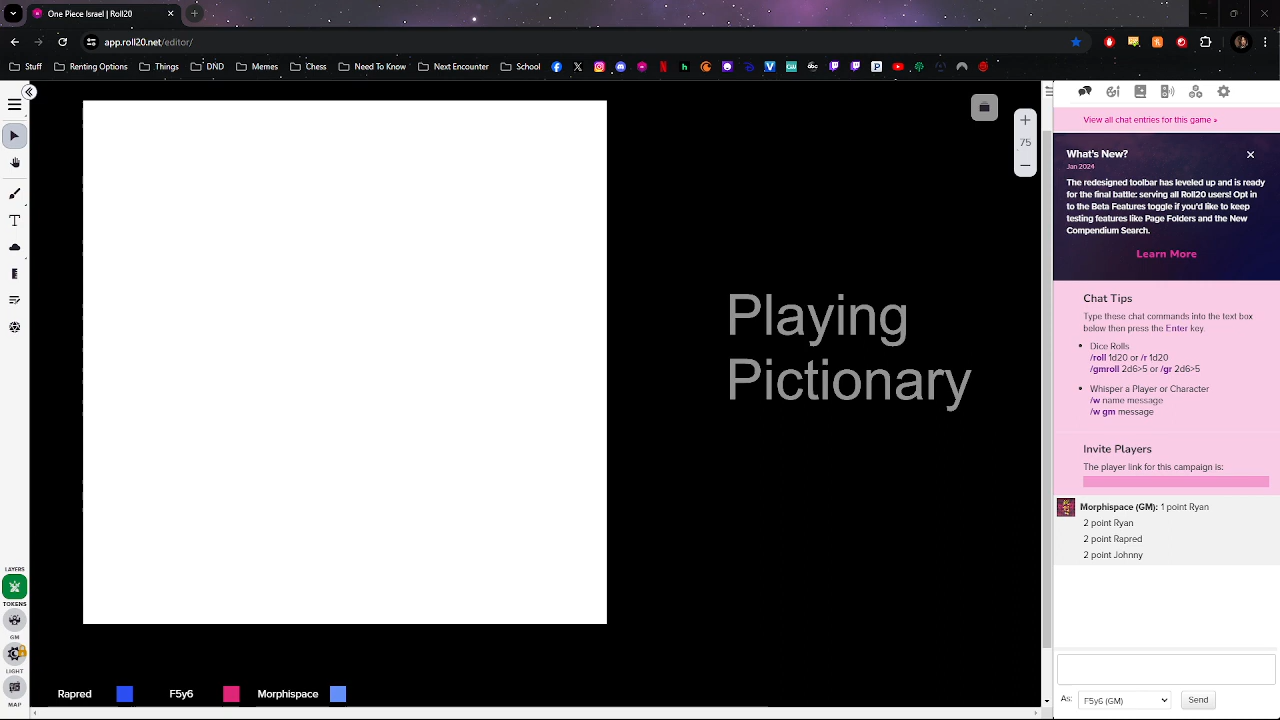 One Piece Israel | Roll20
app.roll20.net/editor/
Stuff
Renting Options
Things
DND
Memes
Chess
Need To Know
Next Encounter
School
View all chat entries for this game »
75
What's New?
Jan 2024
The redesigned toolbar has leveled up and is ready
for the final battle: serving all Roll20 users! Opt in
to the Beta Features toggle if you'd like to keep
testing features like Page Folders and the New
Compendium Search.
Learn More
Playing
Pictionary
Chat Tips
Type these chat commands into the text box
below then press the Enter key.
Dice Rolls
/roll 1d20 or /r 1d20
/gmroll 2d6>5 or /gr 2d6>5
Whisper a Player or Character
/w name message
/w gm message
Invite Players
The player link for this campaign is:
Morphispace (GM): 1 point Ryan
2 point Ryan
2 point Rapred
2 point Johnny
LAYERS
TOKENS
GM
LIGHT
MAP
Rapred
F5y6
Morphispace
As:
F5y6 (GM)
Send